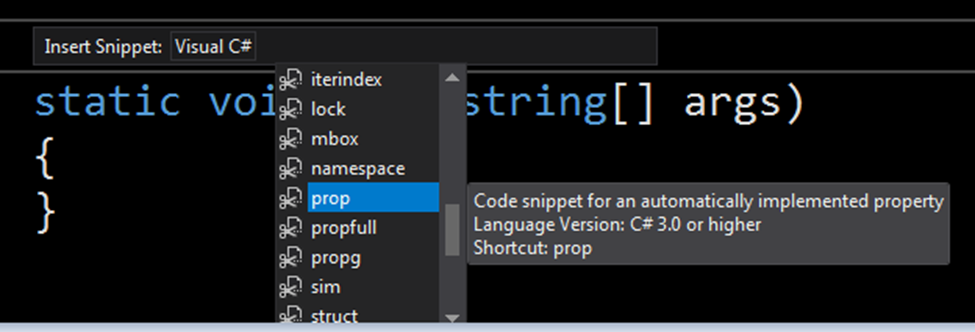 Insert Snippet: Visual C#
iterindex
static voi string[] args)
lock
mbox
{
namespace
prop
Code snippet for an automatically implemented property
Language Version: C# 3.0 or higher
Shortcut: prop
}
propfull
propg
sim
struct